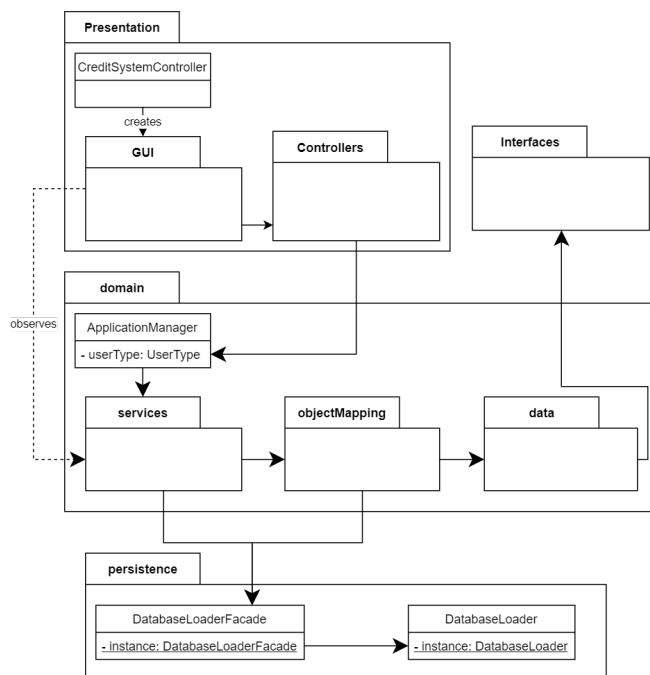 Presentation
CreditSystemController
creates
GUI
Controllers
Interfaces
domain
observes
ApplicationManager
- userType: UserType
services
objectMapping
data
persistence
DatabaseLoaderFacade
- instance: DatabaseLoaderFacade
DatabaseLoader
- instance: DatabaseLoader